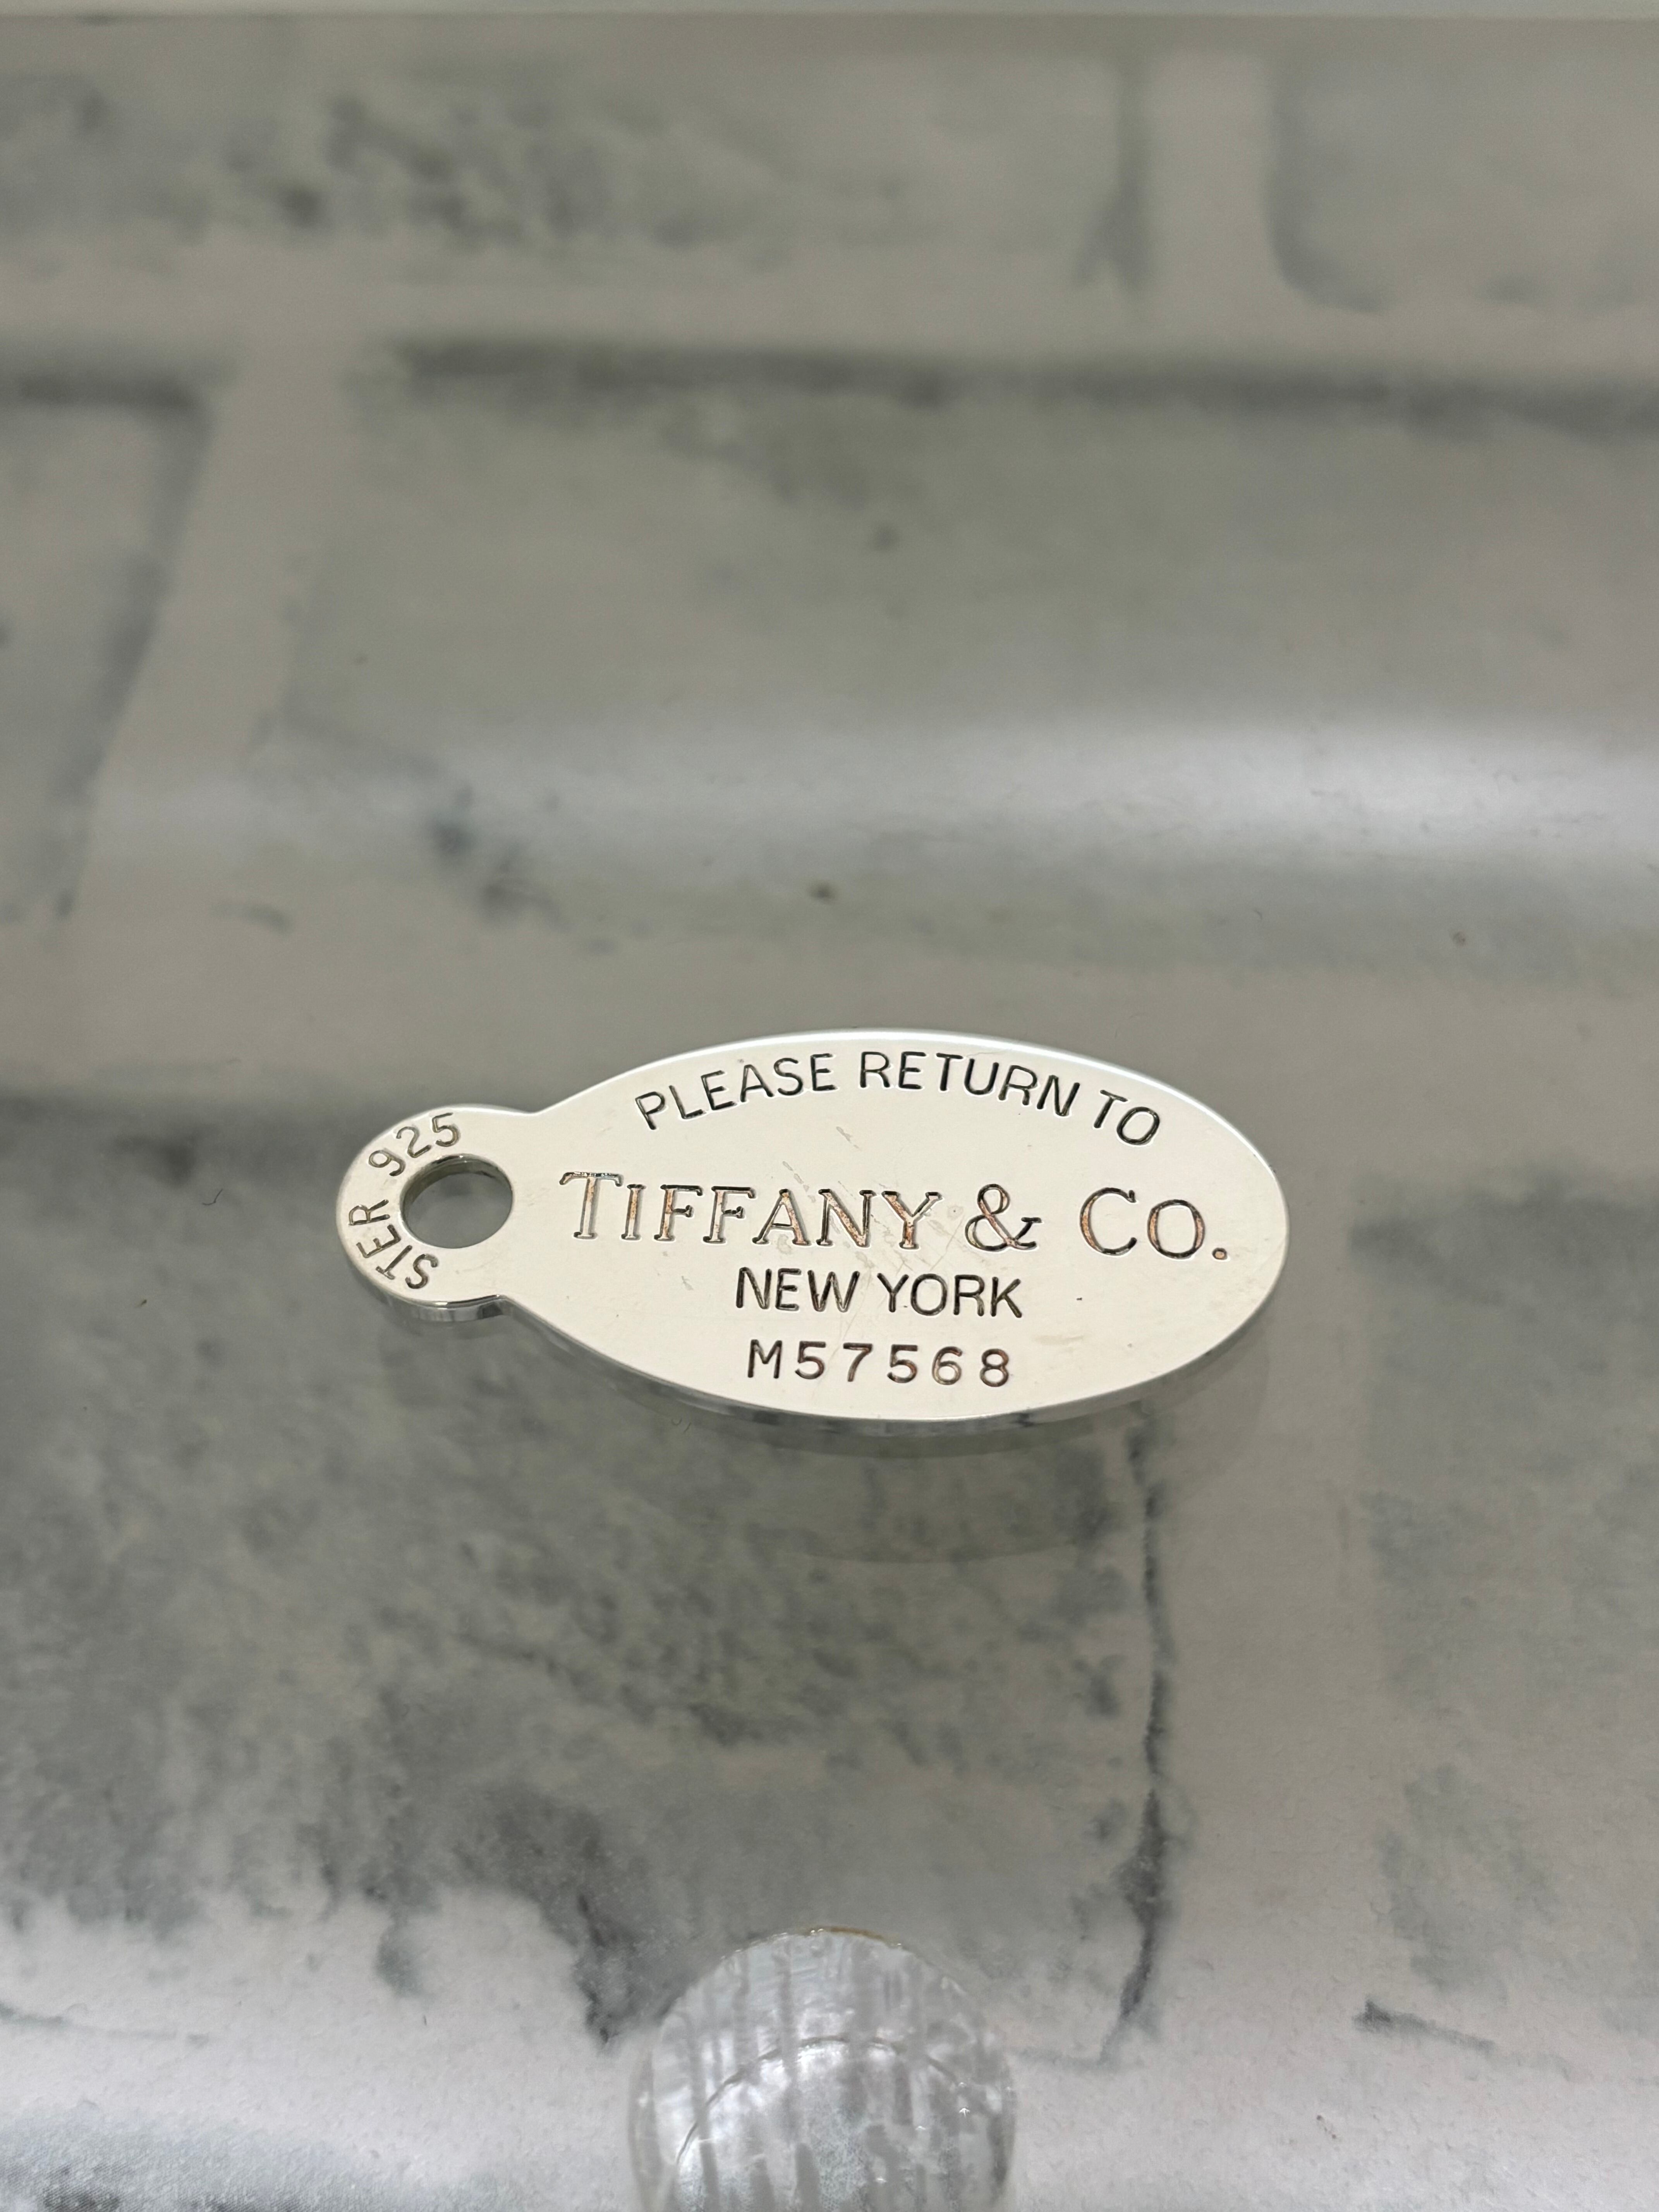 PLEASE RETURN TO
TIFFANY & CO.
NEW YORK
M57568
STER 925